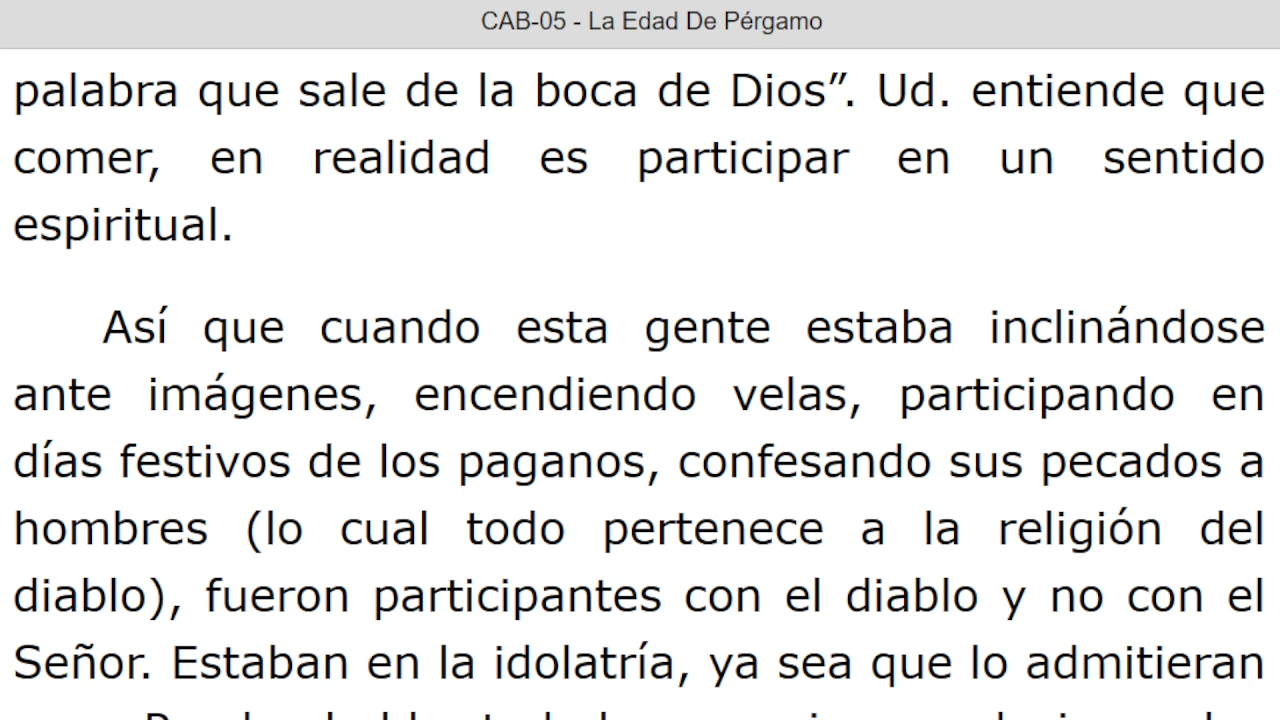 CAB-05 - La Edad De Pérgamo
palabra que sale de la boca de Dios”. Ud. entiende que
comer, en realidad es participar en un sentido
espiritual.
Así que cuando esta gente estaba inclinándose
ante imágenes, encendiendo velas, participando en
días festivos de los paganos, confesando sus pecados a
hombres (lo cual todo pertenece a la religión del
diablo), fueron participantes con el diablo y no con el
Señor. Estaban en la idolatría, ya sea que lo admitieran